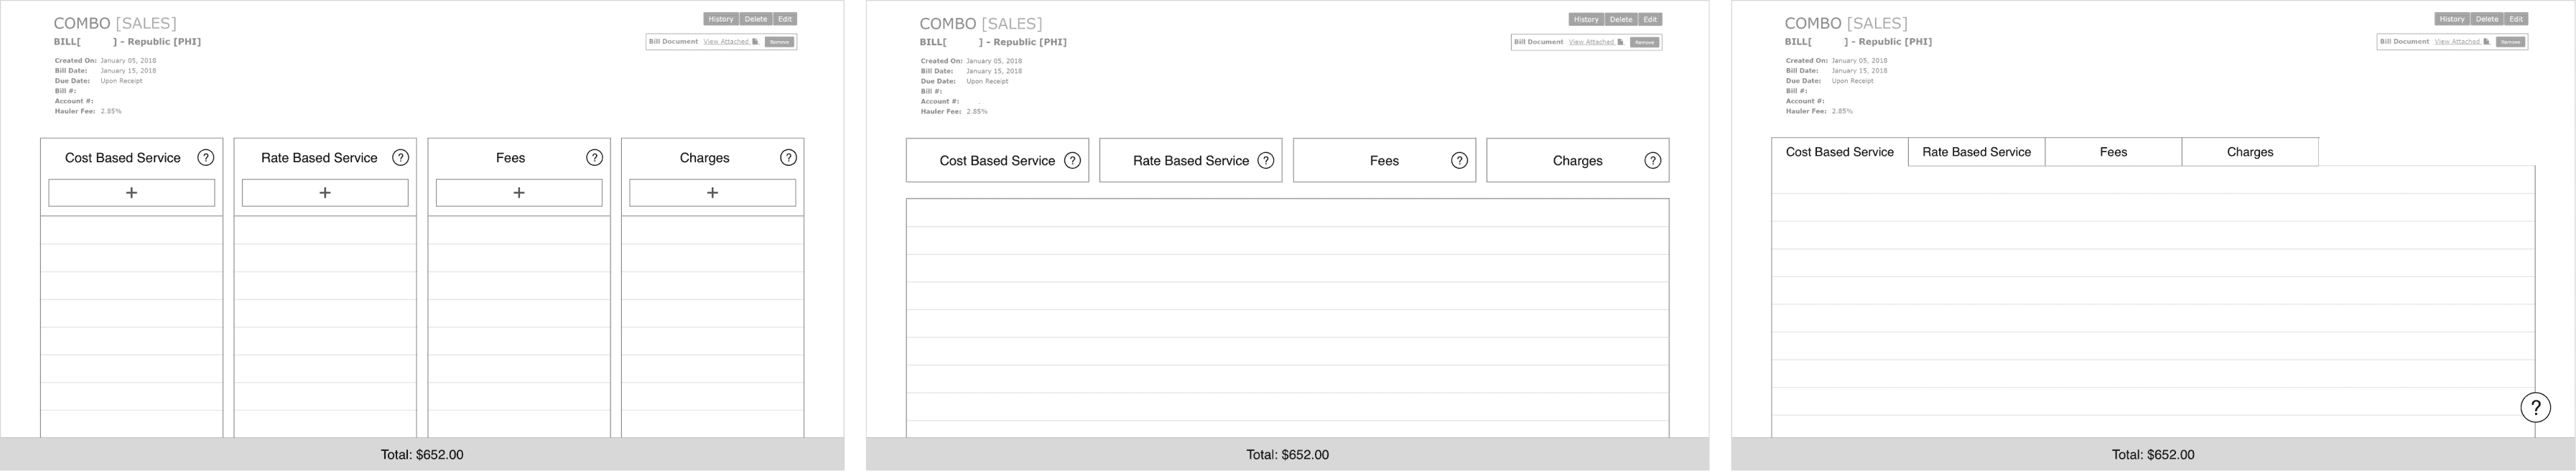 COMBO [SALES]
History Delete Edit
BILL[ ] - Republic [PHI]
Bill Document View Attached Remove
Created On: January 05, 2018
Bill Date: January 15, 2018
Due Date: Upon Receipt
Bill #:
Account #:
Hauler Fee: 2.85%
Cost Based Service ? Rate Based Service ? Fees ? Charges ?
+ + + +
Total: $652.00
COMBO [SALES]
History Delete Edit
BILL[ ] - Republic [PHI]
Bill Document View Attached Remove
Created On: January 05, 2018
Bill Date: January 15, 2018
Due Date: Upon Receipt
Bill #:
Account #:
Hauler Fee: 2.85%
Cost Based Service ? Rate Based Service ? Fees ? Charges ?
Total: $652.00
COMBO [SALES]
History Delete Edit
BILL[ ] - Republic [PHI]
Bill Document View Attached Remove
Created On: January 05, 2018
Bill Date: January 15, 2018
Due Date: Upon Receipt
Bill #:
Account #:
Hauler Fee: 2.85%
Cost Based Service Rate Based Service Fees Charges
?
Total: $652.00